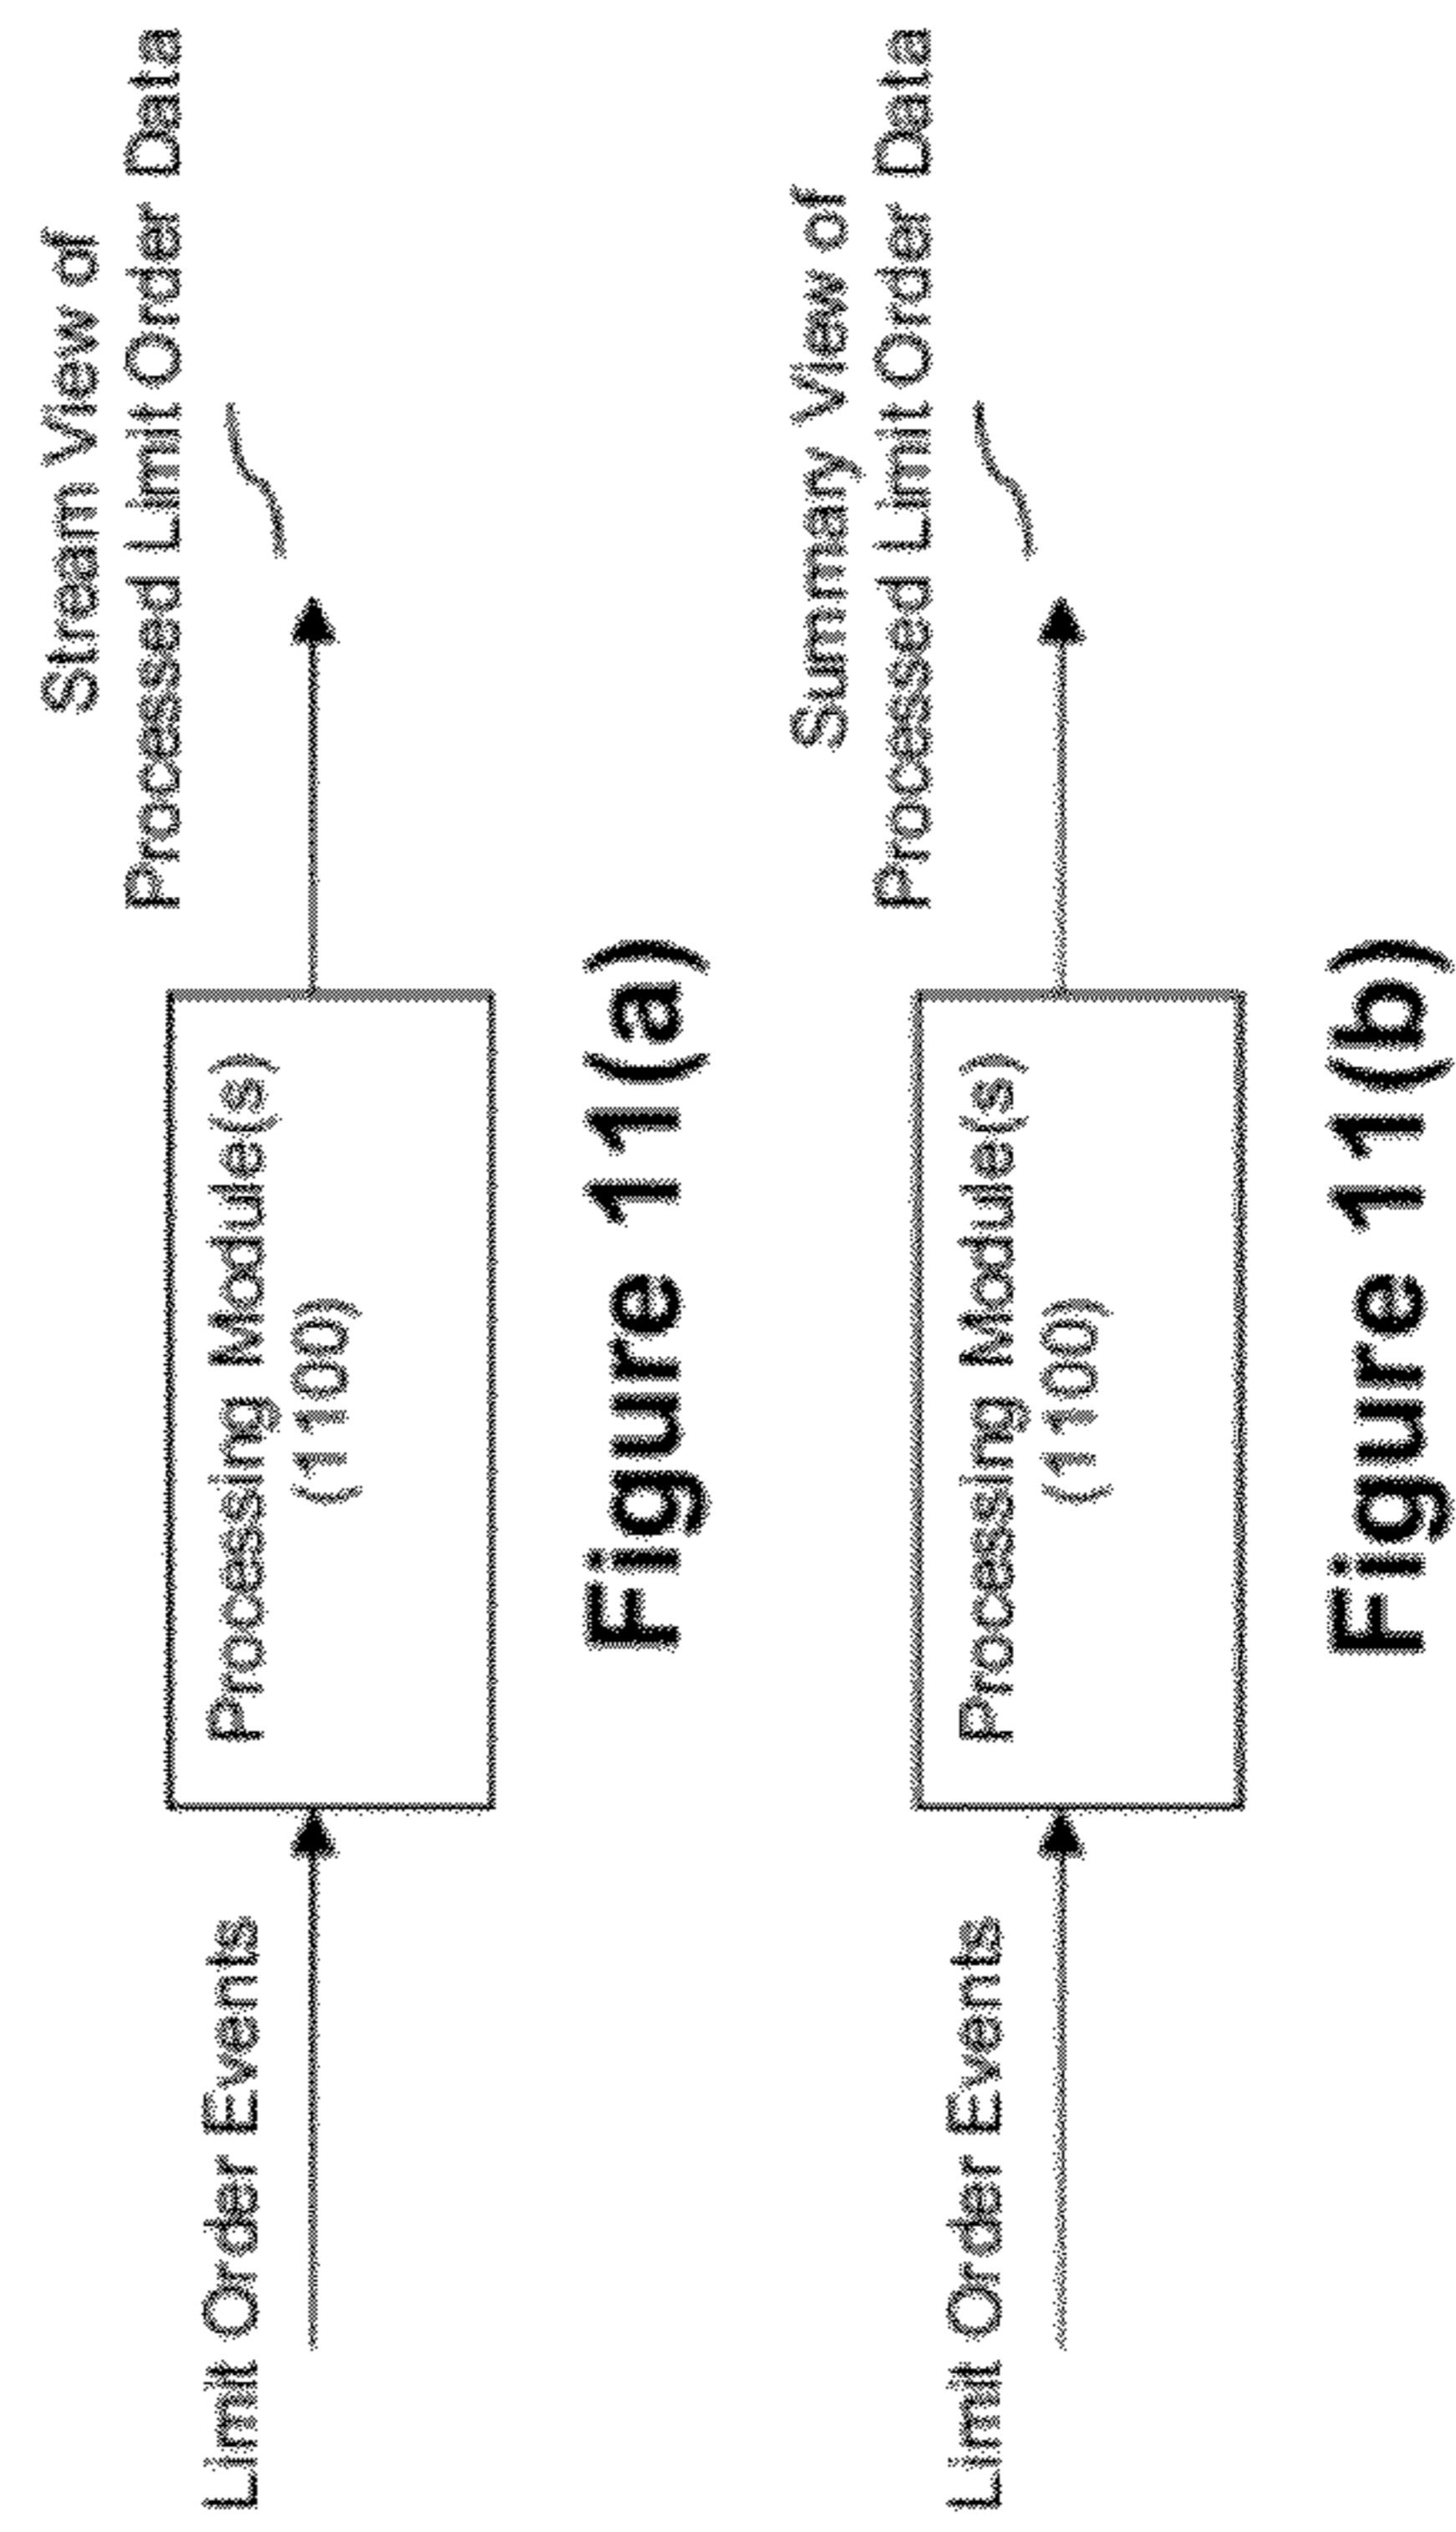 Stream View of
Processed Limit Order Data
Limit Order Events
Processing Module(s)
(1100)
Figure 11(a)
Summary View of
Processed Limit Order Data
Limit Order Events
Processing Module(s)
(1100)
Figure 11(b)